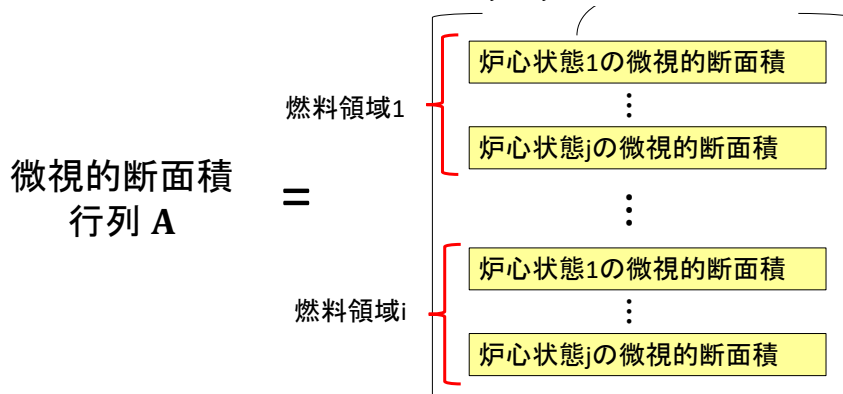 炉心状態1の微視的断面積
⋮
燃料領域1
炉心状態jの微視的断面積
微視的断面積
行列 A
=
⋮
炉心状態1の微視的断面積
燃料領域i
⋮
炉心状態jの微視的断面積